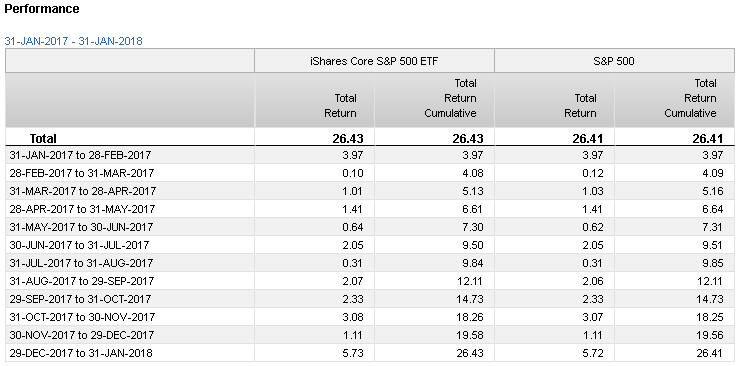 Performance
31-JAN-2017 - 31-JAN-2018
iShares Core S&P 500 ETF S&P 500
Total Return Total Return Cumulative Total Return Total Return Cumulative
Total 26.43 26.43 26.41 26.41
31-JAN-2017 to 28-FEB-2017 3.97 3.97 3.97 3.97
28-FEB-2017 to 31-MAR-2017 0.10 4.08 0.12 4.09
31-MAR-2017 to 28-APR-2017 1.01 5.13 1.03 5.16
28-APR-2017 to 31-MAY-2017 1.41 6.61 1.41 6.64
31-MAY-2017 to 30-JUN-2017 0.64 7.30 0.62 7.31
30-JUN-2017 to 31-JUL-2017 2.05 9.50 2.05 9.51
31-JUL-2017 to 31-AUG-2017 0.31 9.84 0.31 9.85
31-AUG-2017 to 29-SEP-2017 2.07 12.11 2.06 12.11
29-SEP-2017 to 31-OCT-2017 2.33 14.73 2.33 14.73
31-OCT-2017 to 30-NOV-2017 3.08 18.26 3.07 18.25
30-NOV-2017 to 29-DEC-2017 1.11 19.58 1.11 19.56
29-DEC-2017 to 31-JAN-2018 5.73 26.43 5.72 26.41